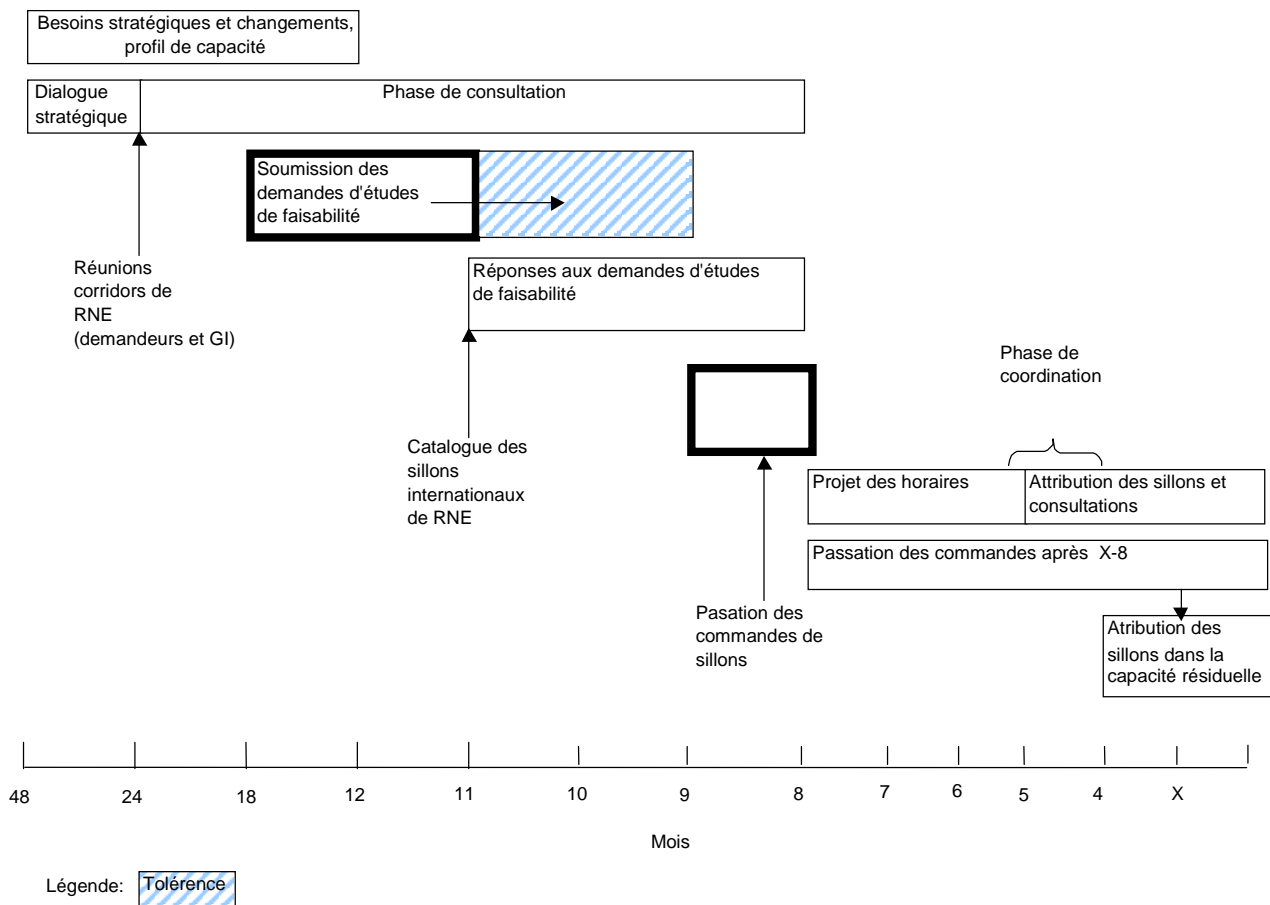 Besoins stratégiques et changements,
profil de capacité
Dialogue
stratégique
Phase de consultation
Soumission des
demandes d'études
de faisabilité
Réunions
corridors de
RNE
(demandeurs et GI)
Réponses aux demandes d'études
de faisabilité
Phase de
coordination
Catalogue des
sillons
internationaux
de RNE
Projet des horaires
Attribution des sillons et
consultations
Passation des commandes après X-8
Pasation des
commandes de
sillons
Atribution des
sillons dans la
capacité résiduelle
48 24 18 12 11 10 9 8 7 6 5 4 X
Mois
Légende: Tolérence